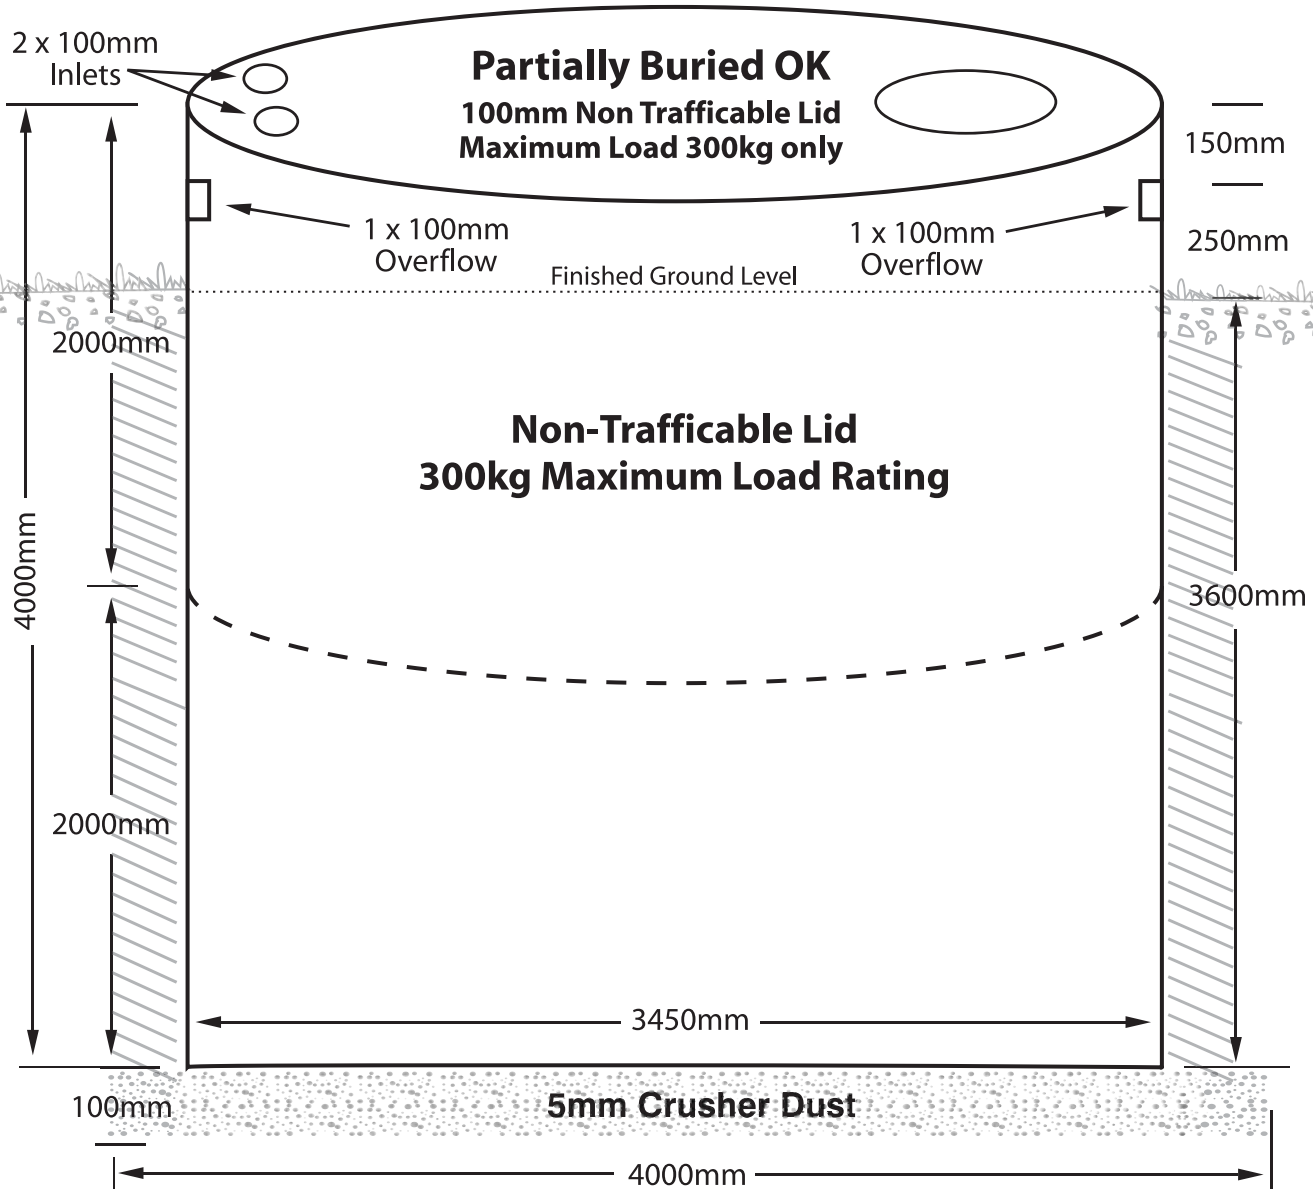 2 x 100mm
Inlets
Partially Buried OK
100mm Non Trafficable Lid
Maximum Load 300kg only
150mm
1 x 100mm
Overflow
1 x 100mm
Overflow
250mm
Finished Ground Level
2000mm
Non-Trafficable Lid
300kg Maximum Load Rating
4000mm
3600mm
2000mm
3450mm
100mm
5mm Crusher Dust
4000mm